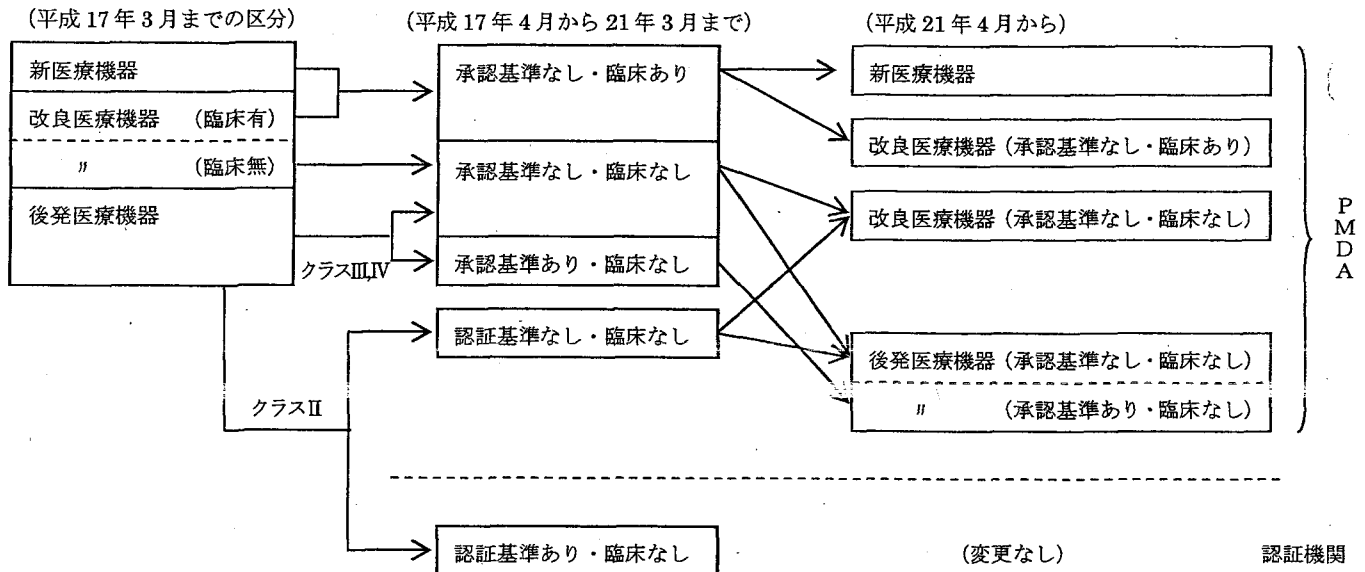 (平成 17 年 3 月までの区分)
(平成 17 年 4 月から 21 年 3 月まで)
(平成 21 年 4 月から)
新医療機器
改良医療機器 (臨床有)
〃 (臨床無)
後発医療機器
クラスⅢ,Ⅳ
クラスⅡ
承認基準なし・臨床あり
承認基準なし・臨床なし
承認基準あり・臨床なし
認証基準なし・臨床なし
認証基準あり・臨床なし
新医療機器
改良医療機器 (承認基準なし・臨床あり)
改良医療機器 (承認基準なし・臨床なし)
後発医療機器 (承認基準なし・臨床なし)
〃 (承認基準あり・臨床なし)
(変更なし)
PMDA
認証機関